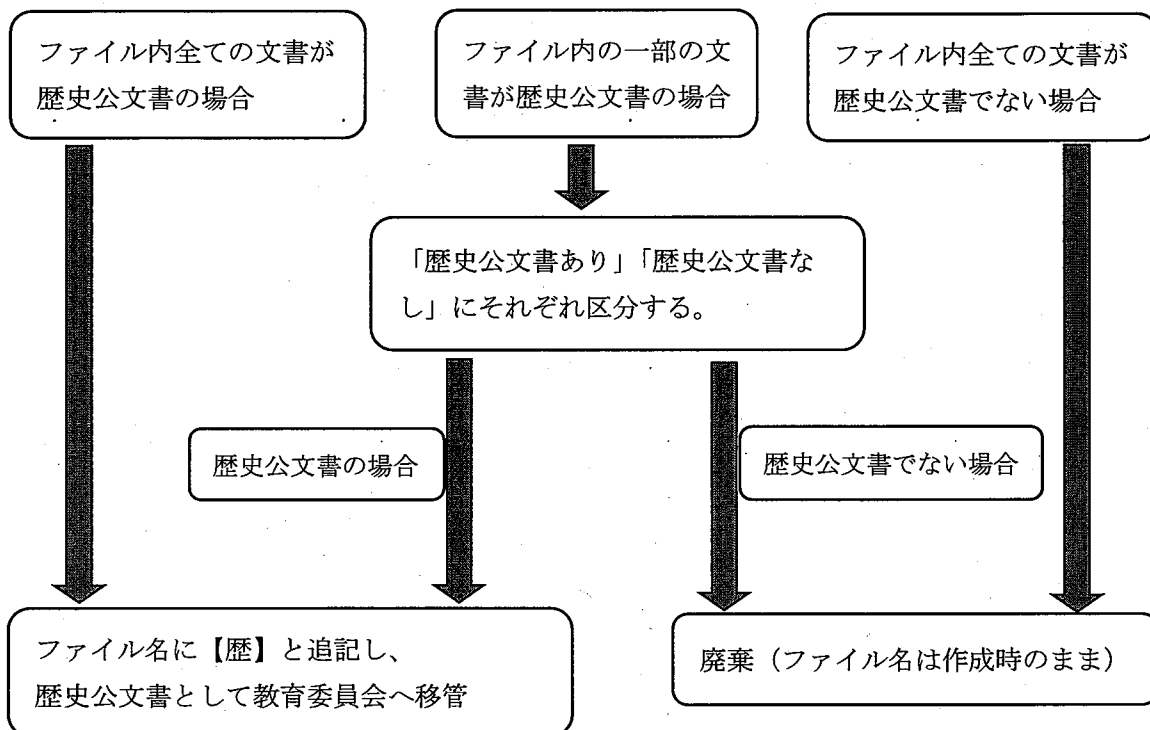 ファイル内全ての文書が
歴史公文書の場合
ファイル内の一部の文
書が歴史公文書の場合
ファイル内全ての文書が
歴史公文書でない場合
「歴史公文書あり」「歴史公文書な
し」にそれぞれ区分する。
歴史公文書の場合
歴史公文書でない場合
ファイル名に【歴】と追記し、
歴史公文書として教育委員会へ移管
廃棄（ファイル名は作成時のまま）